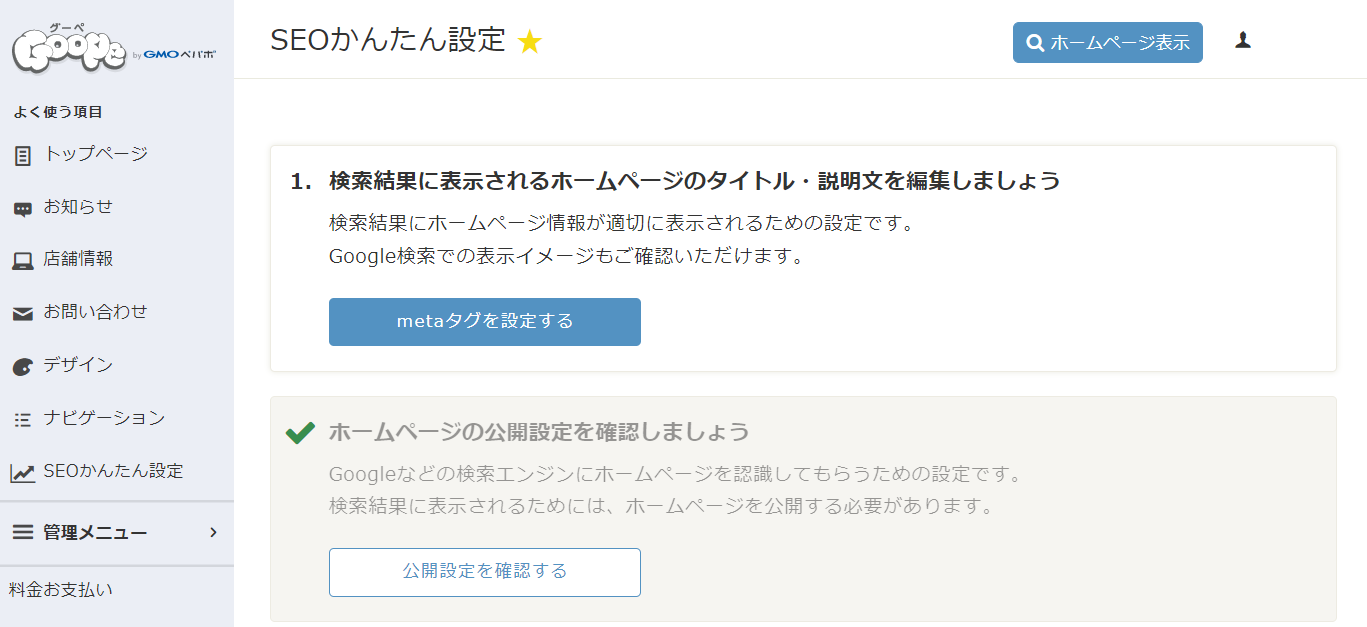 グーペ
Goope by GMOペパボ
よく使う項目
トップページ
お知らせ
店舗情報
お問い合わせ
デザイン
ナビゲーション
SEOかんたん設定
管理メニュー
料金お支払い
SEOかんたん設定
ホームページ表示
1. 検索結果に表示されるホームページのタイトル・説明文を編集しましょう
検索結果にホームページ情報が適切に表示されるための設定です。
Google検索での表示イメージもご確認いただけます。
metaタグを設定する
ホームページの公開設定を確認しましょう
Googleなどの検索エンジンにホームページを認識してもらうための設定です。
検索結果に表示されるためには、ホームページを公開する必要があります。
公開設定を確認する